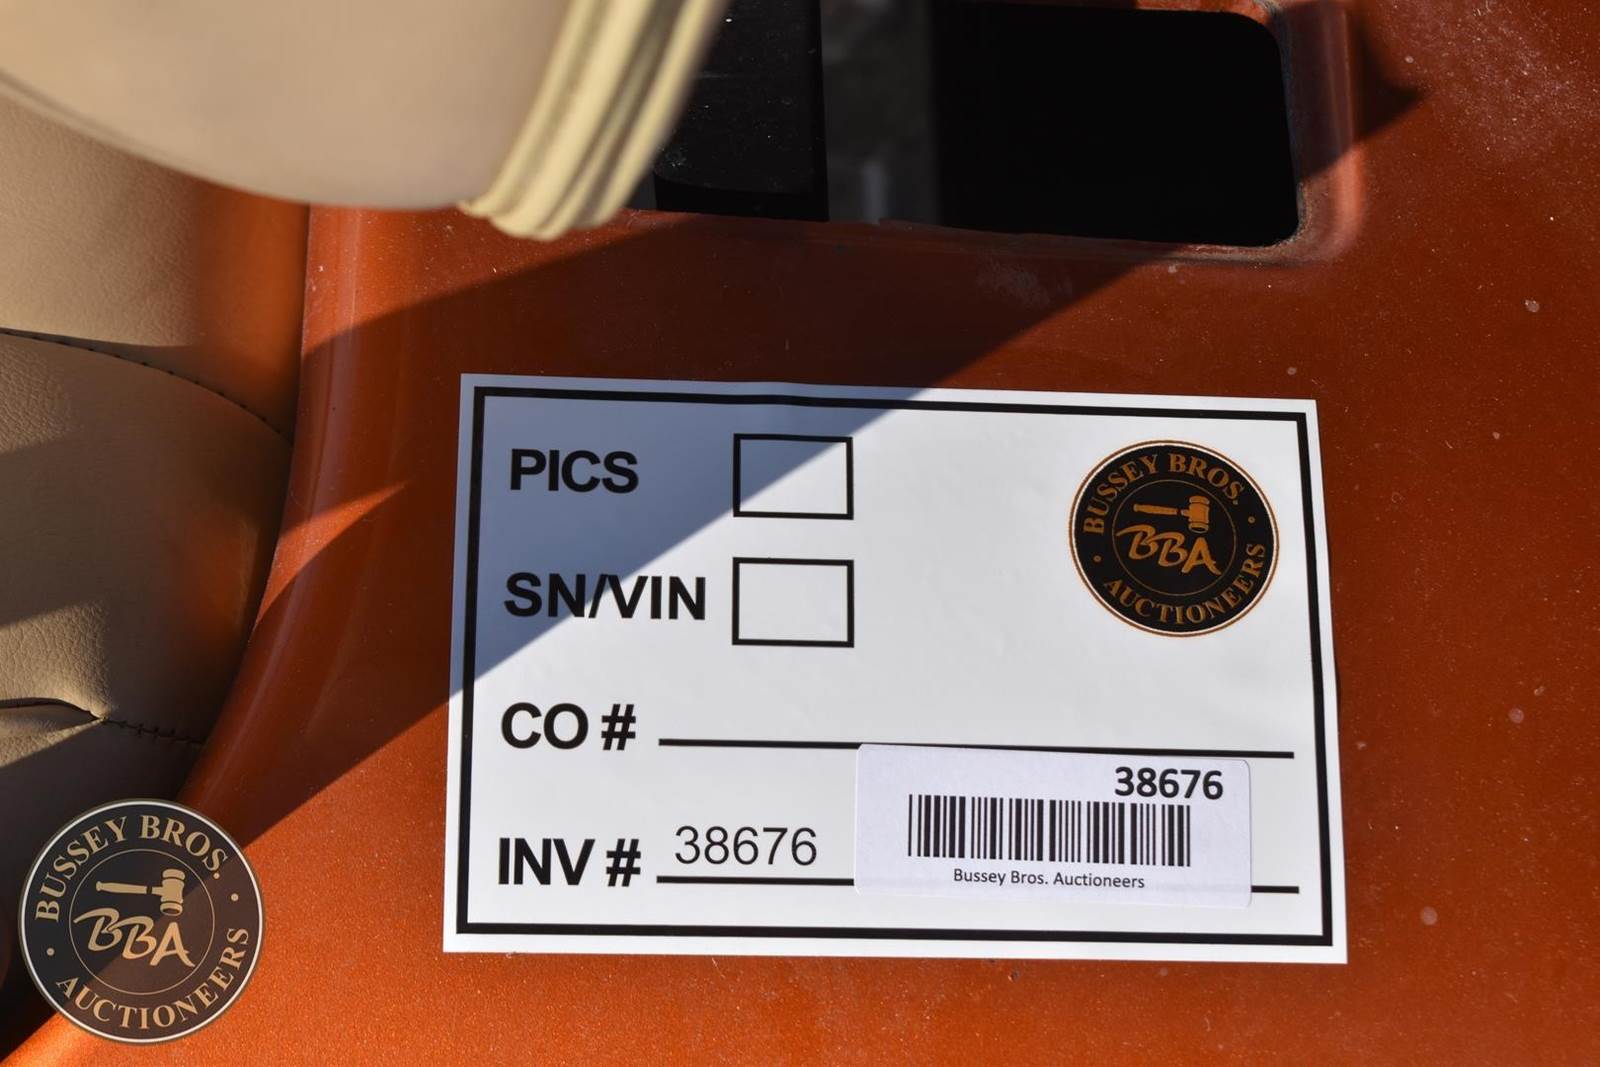 PICS
BUSSEY BROS.
BBA
AUCTIONEERS
SN/VIN
CO #
38676
INV # 38676
Bussey Bros. Auctioneers
BUSSEY BROS.
BBA
AUCTIONEERS